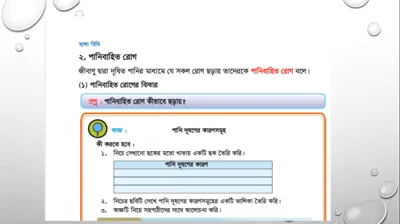 স্বাস্থ্য বিধি
২. পানিবাহিত রোগ
জীবাণু দ্বারা দূষিত পানির মাধ্যমে যে সকল রোগ ছড়ায় তাদেরকে পানিবাহিত রোগ বলে।
(১) পানিবাহিত রোগের বিস্তার
প্রশ্ন : পানিবাহিত রোগ কীভাবে ছড়ায়?
কাজ : পানি দূষণের কারণসমূহ
কী করতে হবে :
১. নিচে দেখানো ছকের মতো খাতায় একটি ছক তৈরি করি।
পানি দূষণের কারণ
২. নিচের ছবিটি দেখে পানি দূষণের কারণসমূহের একটি তালিকা তৈরি করি।
৩. কাজটি নিয়ে সহপাঠীদের সাথে আলোচনা করি।